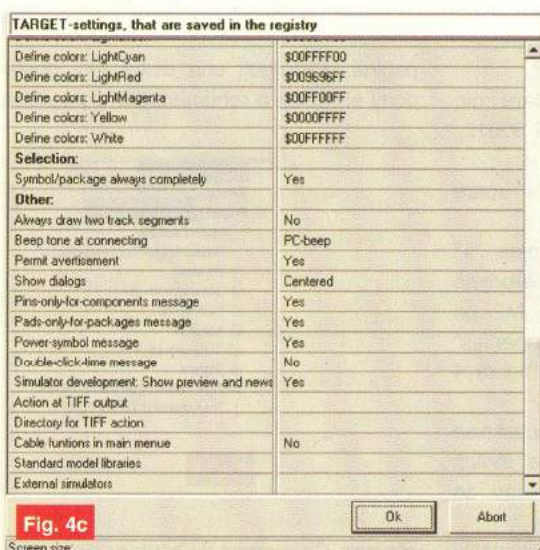 TARGET-settings, that are saved in the registry
Define colors: LightCyan $00FFFF00
Define colors: LightRed $009696FF
Define colors: LightMagenta $00FF00FF
Define colors: Yellow $0000FFFF
Define colors: White $00FFFFFF
Selection:
Symbol/package always completely Yes
Other:
Always draw two track segments No
Beep tone at connecting PC-beep
Permit avertisement Yes
Show dialogs Centered
Pins-only-for-components message Yes
Pads-only-for-packages message Yes
Power-symbol message Yes
Double-click-time message No
Simulator development: Show preview and news Yes
Action at TIFF output
Directory for TIFF action
Cable funtions in main menue No
Standard model libraries
External simulators
Fig. 4c
Ok Abort
Screen size: